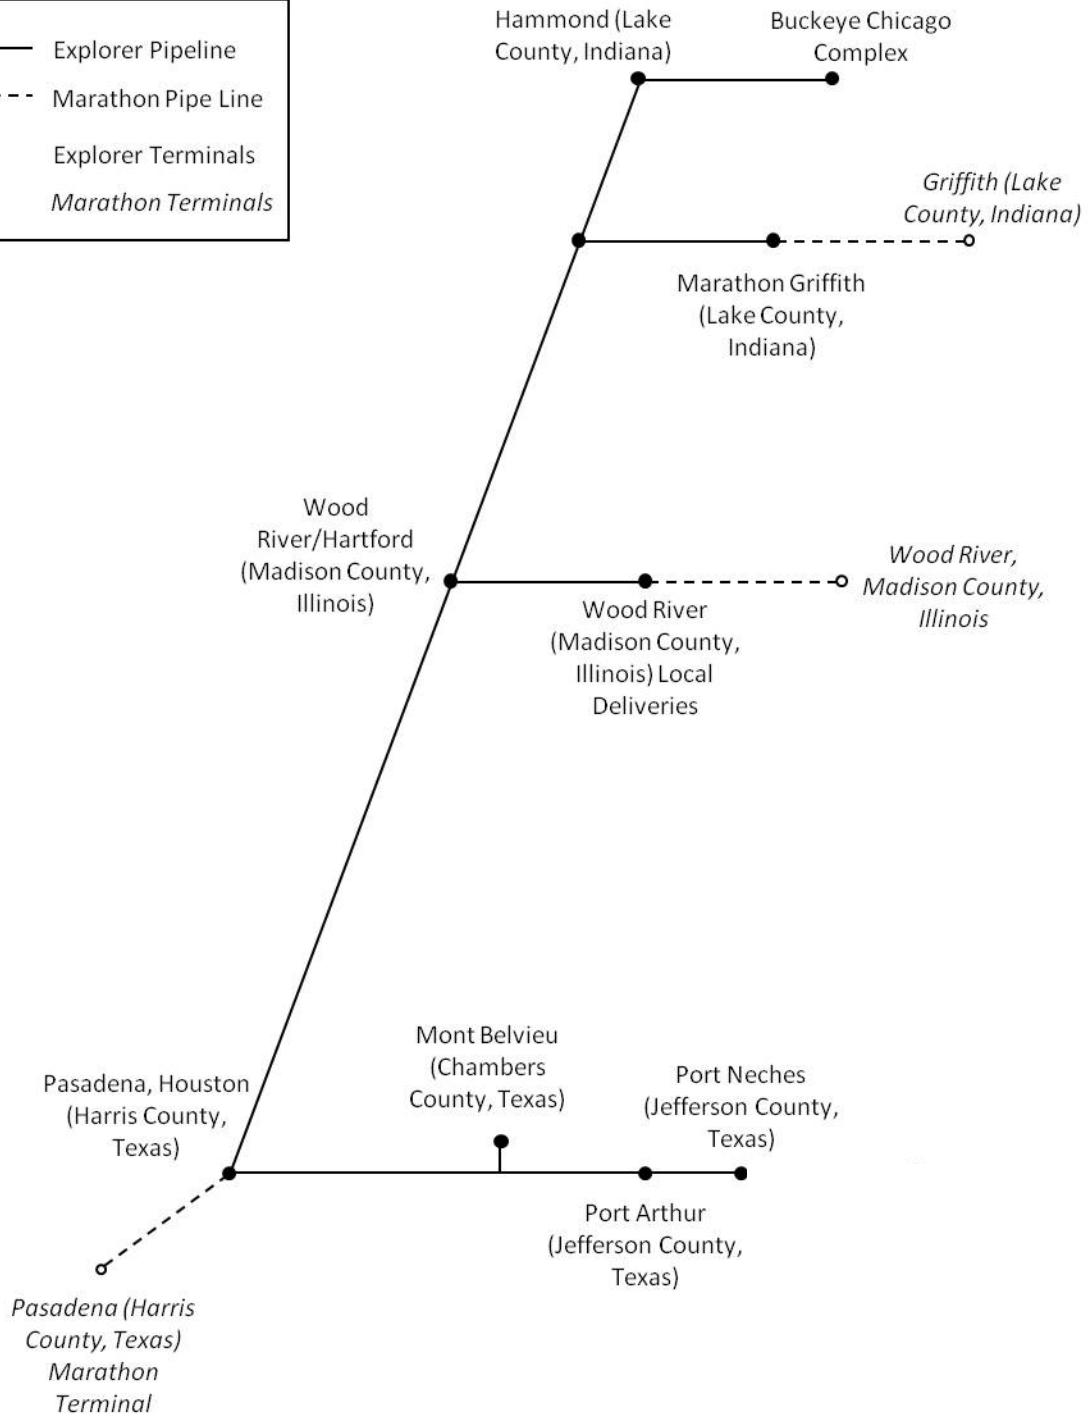 Explorer Pipeline
Marathon Pipe Line
Explorer Terminals
Marathon Terminals
Hammond (Lake
County, Indiana)
Buckeye Chicago
Complex
Griffith (Lake
County, Indiana)
Marathon Griffith
(Lake County,
Indiana)
Wood
River/Hartford
(Madison County,
Illinois)
Wood River
(Madison County,
Illinois) Local
Deliveries
Wood River,
Madison County,
Illinois
Mont Belvieu
(Chambers
County, Texas)
Port Neches
(Jefferson County,
Texas)
Pasadena, Houston
(Harris County,
Texas)
Port Arthur
(Jefferson County,
Texas)
Pasadena (Harris
County, Texas)
Marathon
Terminal